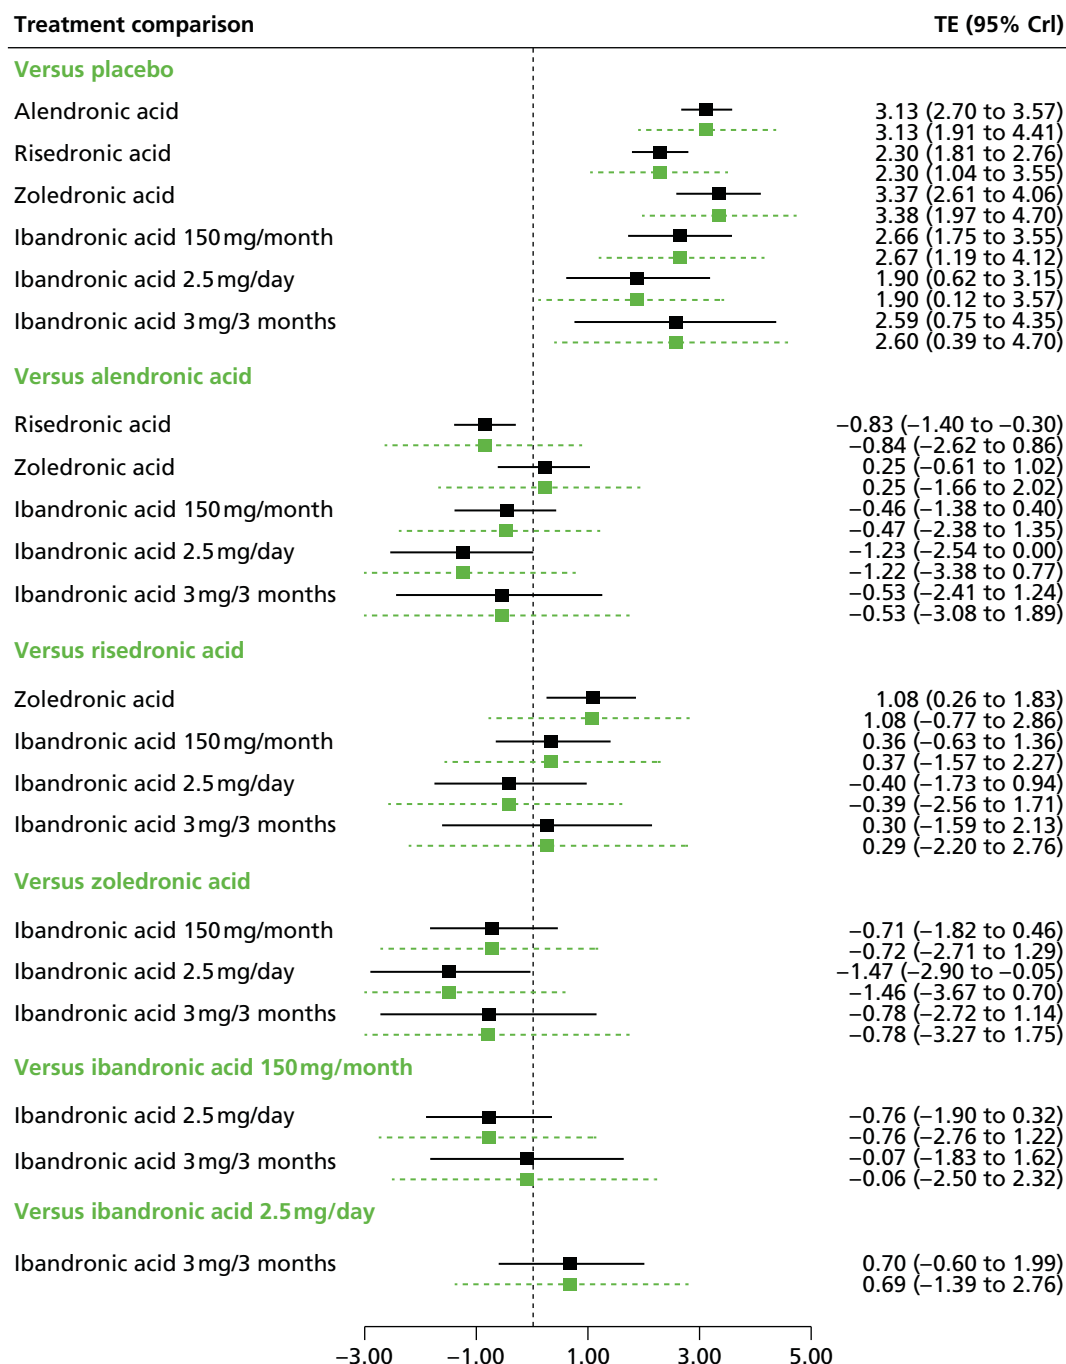 Treatment comparison TE (95% CrI)
Versus placebo
Alendronic acid 3.13 (2.70 to 3.57)
3.13 (1.91 to 4.41)
Risedronic acid 2.30 (1.81 to 2.76)
2.30 (1.04 to 3.55)
Zoledronic acid 3.37 (2.61 to 4.06)
3.38 (1.97 to 4.70)
Ibandronic acid 150 mg/month 2.66 (1.75 to 3.55)
2.67 (1.19 to 4.12)
Ibandronic acid 2.5 mg/day 1.90 (0.62 to 3.15)
1.90 (0.12 to 3.57)
Ibandronic acid 3 mg/3 months 2.59 (0.75 to 4.35)
2.60 (0.39 to 4.70)
Versus alendronic acid
Risedronic acid −0.83 (−1.40 to −0.30)
−0.84 (−2.62 to 0.86)
Zoledronic acid 0.25 (−0.61 to 1.02)
0.25 (−1.66 to 2.02)
Ibandronic acid 150 mg/month −0.46 (−1.38 to 0.40)
−0.47 (−2.38 to 1.35)
Ibandronic acid 2.5 mg/day −1.23 (−2.54 to 0.00)
−1.22 (−3.38 to 0.77)
Ibandronic acid 3 mg/3 months −0.53 (−2.41 to 1.24)
−0.53 (−3.08 to 1.89)
Versus risedronic acid
Zoledronic acid 1.08 (0.26 to 1.83)
1.08 (−0.77 to 2.86)
Ibandronic acid 150 mg/month 0.36 (−0.63 to 1.36)
0.37 (−1.57 to 2.27)
Ibandronic acid 2.5 mg/day −0.40 (−1.73 to 0.94)
−0.39 (−2.56 to 1.71)
Ibandronic acid 3 mg/3 months 0.30 (−1.59 to 2.13)
0.29 (−2.20 to 2.76)
Versus zoledronic acid
Ibandronic acid 150 mg/month −0.71 (−1.82 to 0.46)
−0.72 (−2.71 to 1.29)
Ibandronic acid 2.5 mg/day −1.47 (−2.90 to −0.05)
−1.46 (−3.67 to 0.70)
Ibandronic acid 3 mg/3 months −0.78 (−2.72 to 1.14)
−0.78 (−3.27 to 1.75)
Versus ibandronic acid 150 mg/month
Ibandronic acid 2.5 mg/day −0.76 (−1.90 to 0.32)
−0.76 (−2.76 to 1.22)
Ibandronic acid 3 mg/3 months −0.07 (−1.83 to 1.62)
−0.06 (−2.50 to 2.32)
Versus ibandronic acid 2.5 mg/day
Ibandronic acid 3 mg/3 months 0.70 (−0.60 to 1.99)
0.69 (−1.39 to 2.76)
−3.00 −1.00 1.00 3.00 5.00